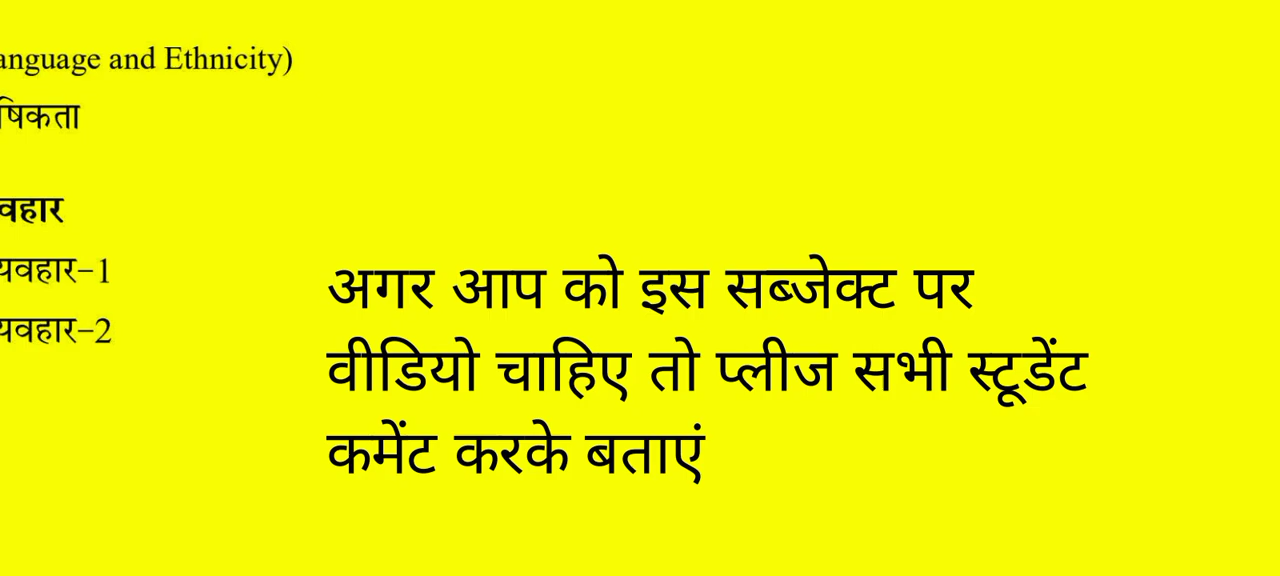 anguage and Ethnicity)
षिकता
वहार
यवहार-1
यवहार-2
अगर आप को इस सब्जेक्ट पर
वीडियो चाहिए तो प्लीज सभी स्टूडेंट
कमेंट करके बताएं